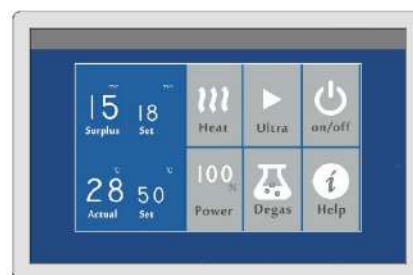 15 18
Surplus Set
Heat
Ultra
on/off
℃ ℃
28 50
Actual Set
100 %
Power
Degas
Help